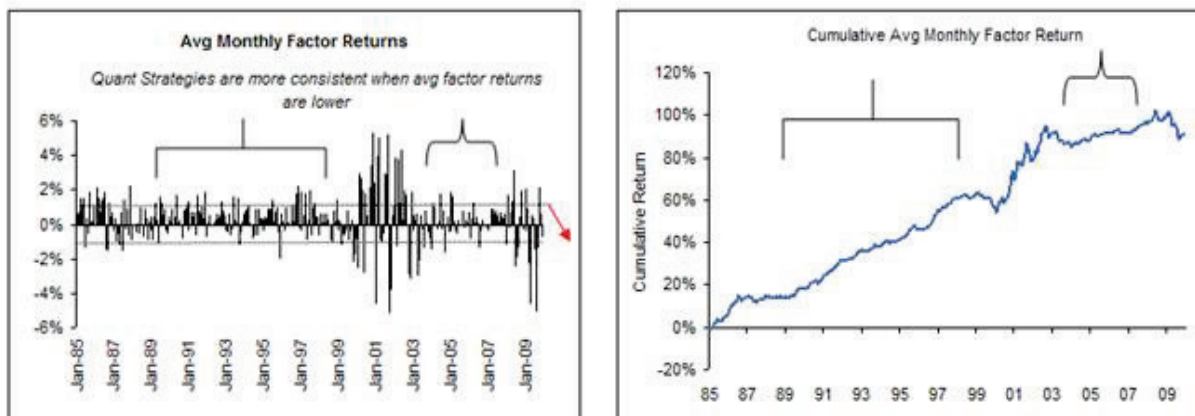 Avg Monthly Factor Returns
Quant Strategies are more consistent when avg factor returns
are lower
6%
4%
2%
0%
-2%
-4%
-6%
Jan-85
Jan-87
Jan-89
Jan-91
Jan-93
Jan-95
Jan-97
Jan-99
Jan-01
Jan-03
Jan-05
Jan-07
Jan-09
Cumulative Avg Monthly Factor Return
Cumulative Return
120%
100%
80%
60%
40%
20%
0%
-20%
85 87 89 91 93 95 97 99 01 03 05 07 09